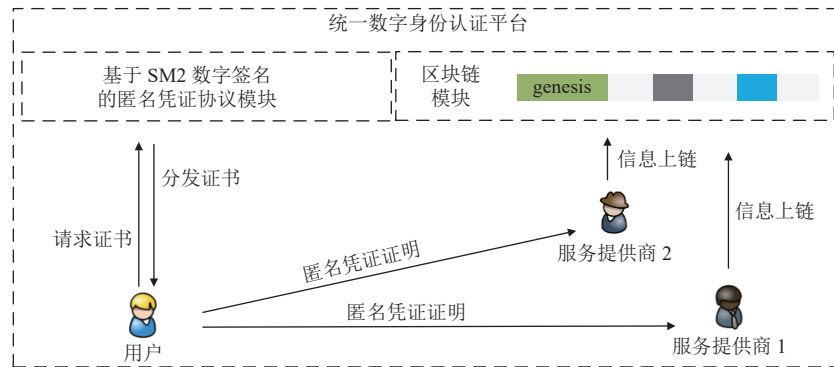 统一数字身份认证平台
基于 SM2 数字签名
的匿名凭证协议模块
区块链
模块
genesis
分发证书
请求证书
信息上链
信息上链
服务提供商 2
匿名凭证证明
匿名凭证证明
用户
服务提供商 1